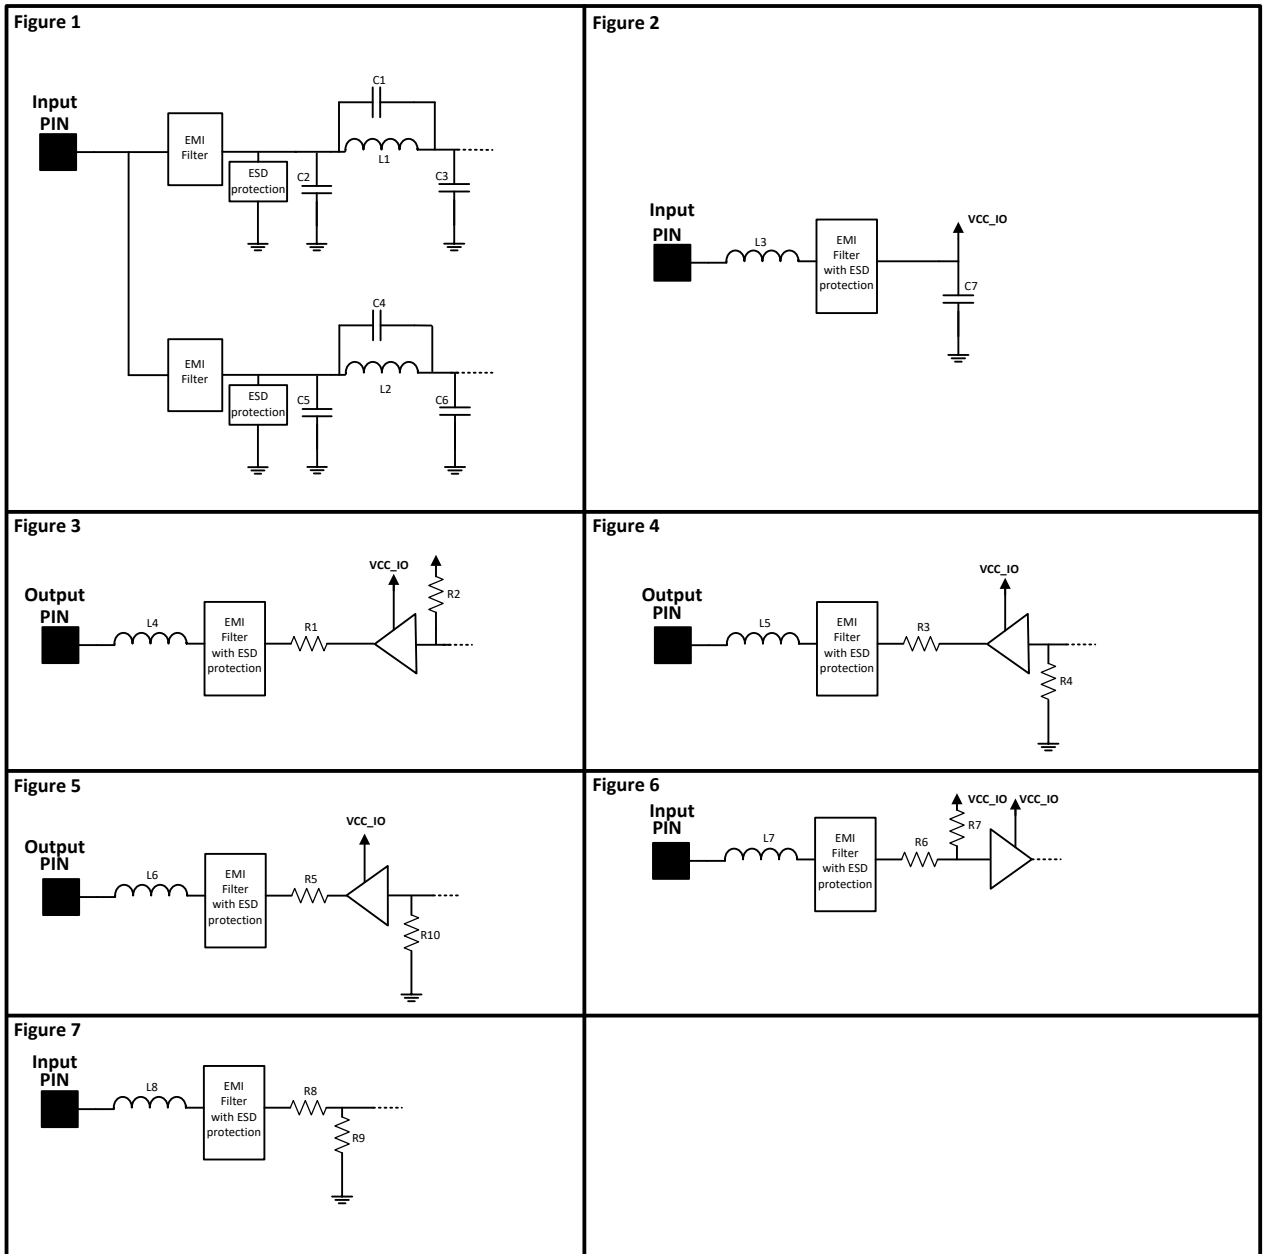 Figure 1
Input
PIN
EMI
Filter
ESD
protection
C1
L1
C2
C3
EMI
Filter
ESD
protection
C4
L2
C5
C6
Figure 2
Input
PIN
L3
EMI
Filter
with ESD
protection
VCC_IO
C7
Figure 3
Output
PIN
L4
EMI
Filter
with ESD
protection
R1
VCC_IO
R2
Figure 4
Output
PIN
L5
EMI
Filter
with ESD
protection
R3
VCC_IO
R4
Figure 5
Output
PIN
L6
EMI
Filter
with ESD
protection
R5
VCC_IO
R10
Figure 6
Input
PIN
L7
EMI
Filter
with ESD
protection
R6
VCC_IO
R7
VCC_IO
Figure 7
Input
PIN
L8
EMI
Filter
with ESD
protection
R8
R9